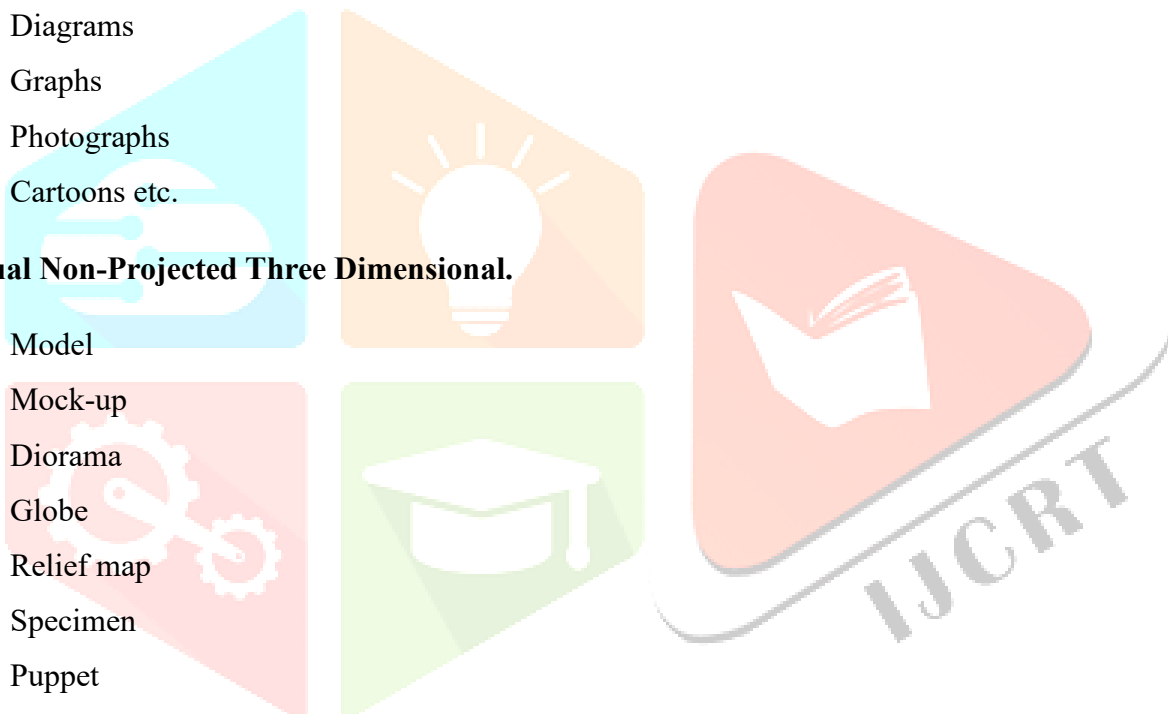 Diagrams
Graphs
Photographs
Cartoons etc.
ual Non-Projected Three Dimensional.
Model
Mock-up
Diorama
Globe
Relief map
Specimen
Puppet
IJCRT